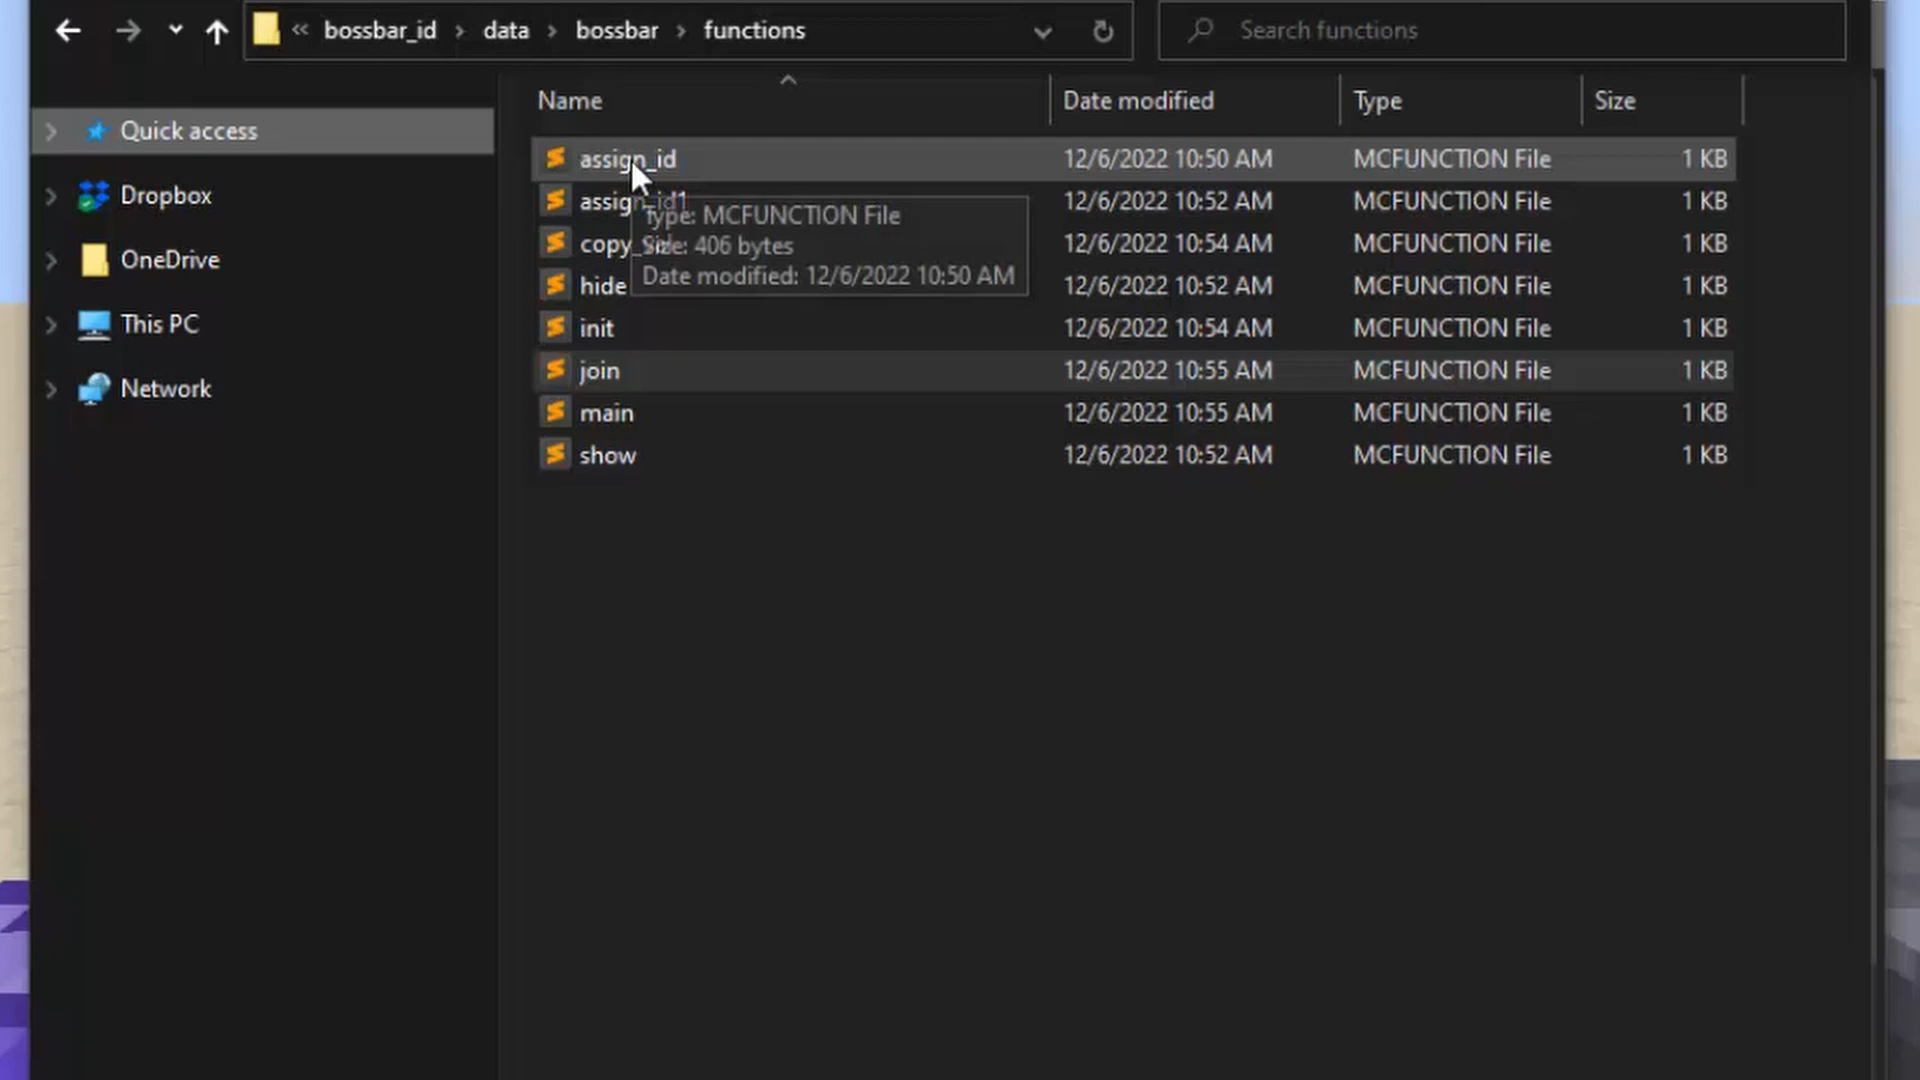 « bossbar_id > data > bossbar > functions
Search functions
Name Date modified Type Size
Quick access
Dropbox
OneDrive
This PC
Network
assign_id 12/6/2022 10:50 AM MCFUNCTION File 1 KB
assign_id1 12/6/2022 10:52 AM MCFUNCTION File 1 KB
Type: MCFUNCTION File
Size: 406 bytes
Date modified: 12/6/2022 10:50 AM
12/6/2022 10:54 AM MCFUNCTION File 1 KB
hide 12/6/2022 10:52 AM MCFUNCTION File 1 KB
init 12/6/2022 10:54 AM MCFUNCTION File 1 KB
join 12/6/2022 10:55 AM MCFUNCTION File 1 KB
main 12/6/2022 10:55 AM MCFUNCTION File 1 KB
show 12/6/2022 10:52 AM MCFUNCTION File 1 KB